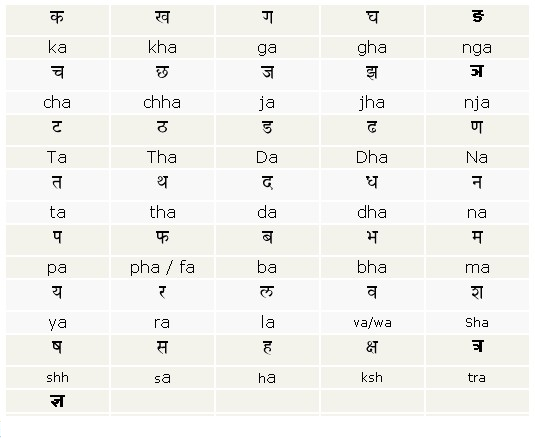 क ख ग घ ङ
ka kha ga gha nga
च छ ज झ ञ
cha chha ja jha nja
ट ठ ड ढ ण
Ta Tha Da Dha Na
त थ द ध न
ta tha da dha na
प फ ब भ म
pa pha / fa ba bha ma
य र ल व श
ya ra la va/wa Sha
ष स ह क्ष त्र
shh sa ha ksh tra
ज्ञ